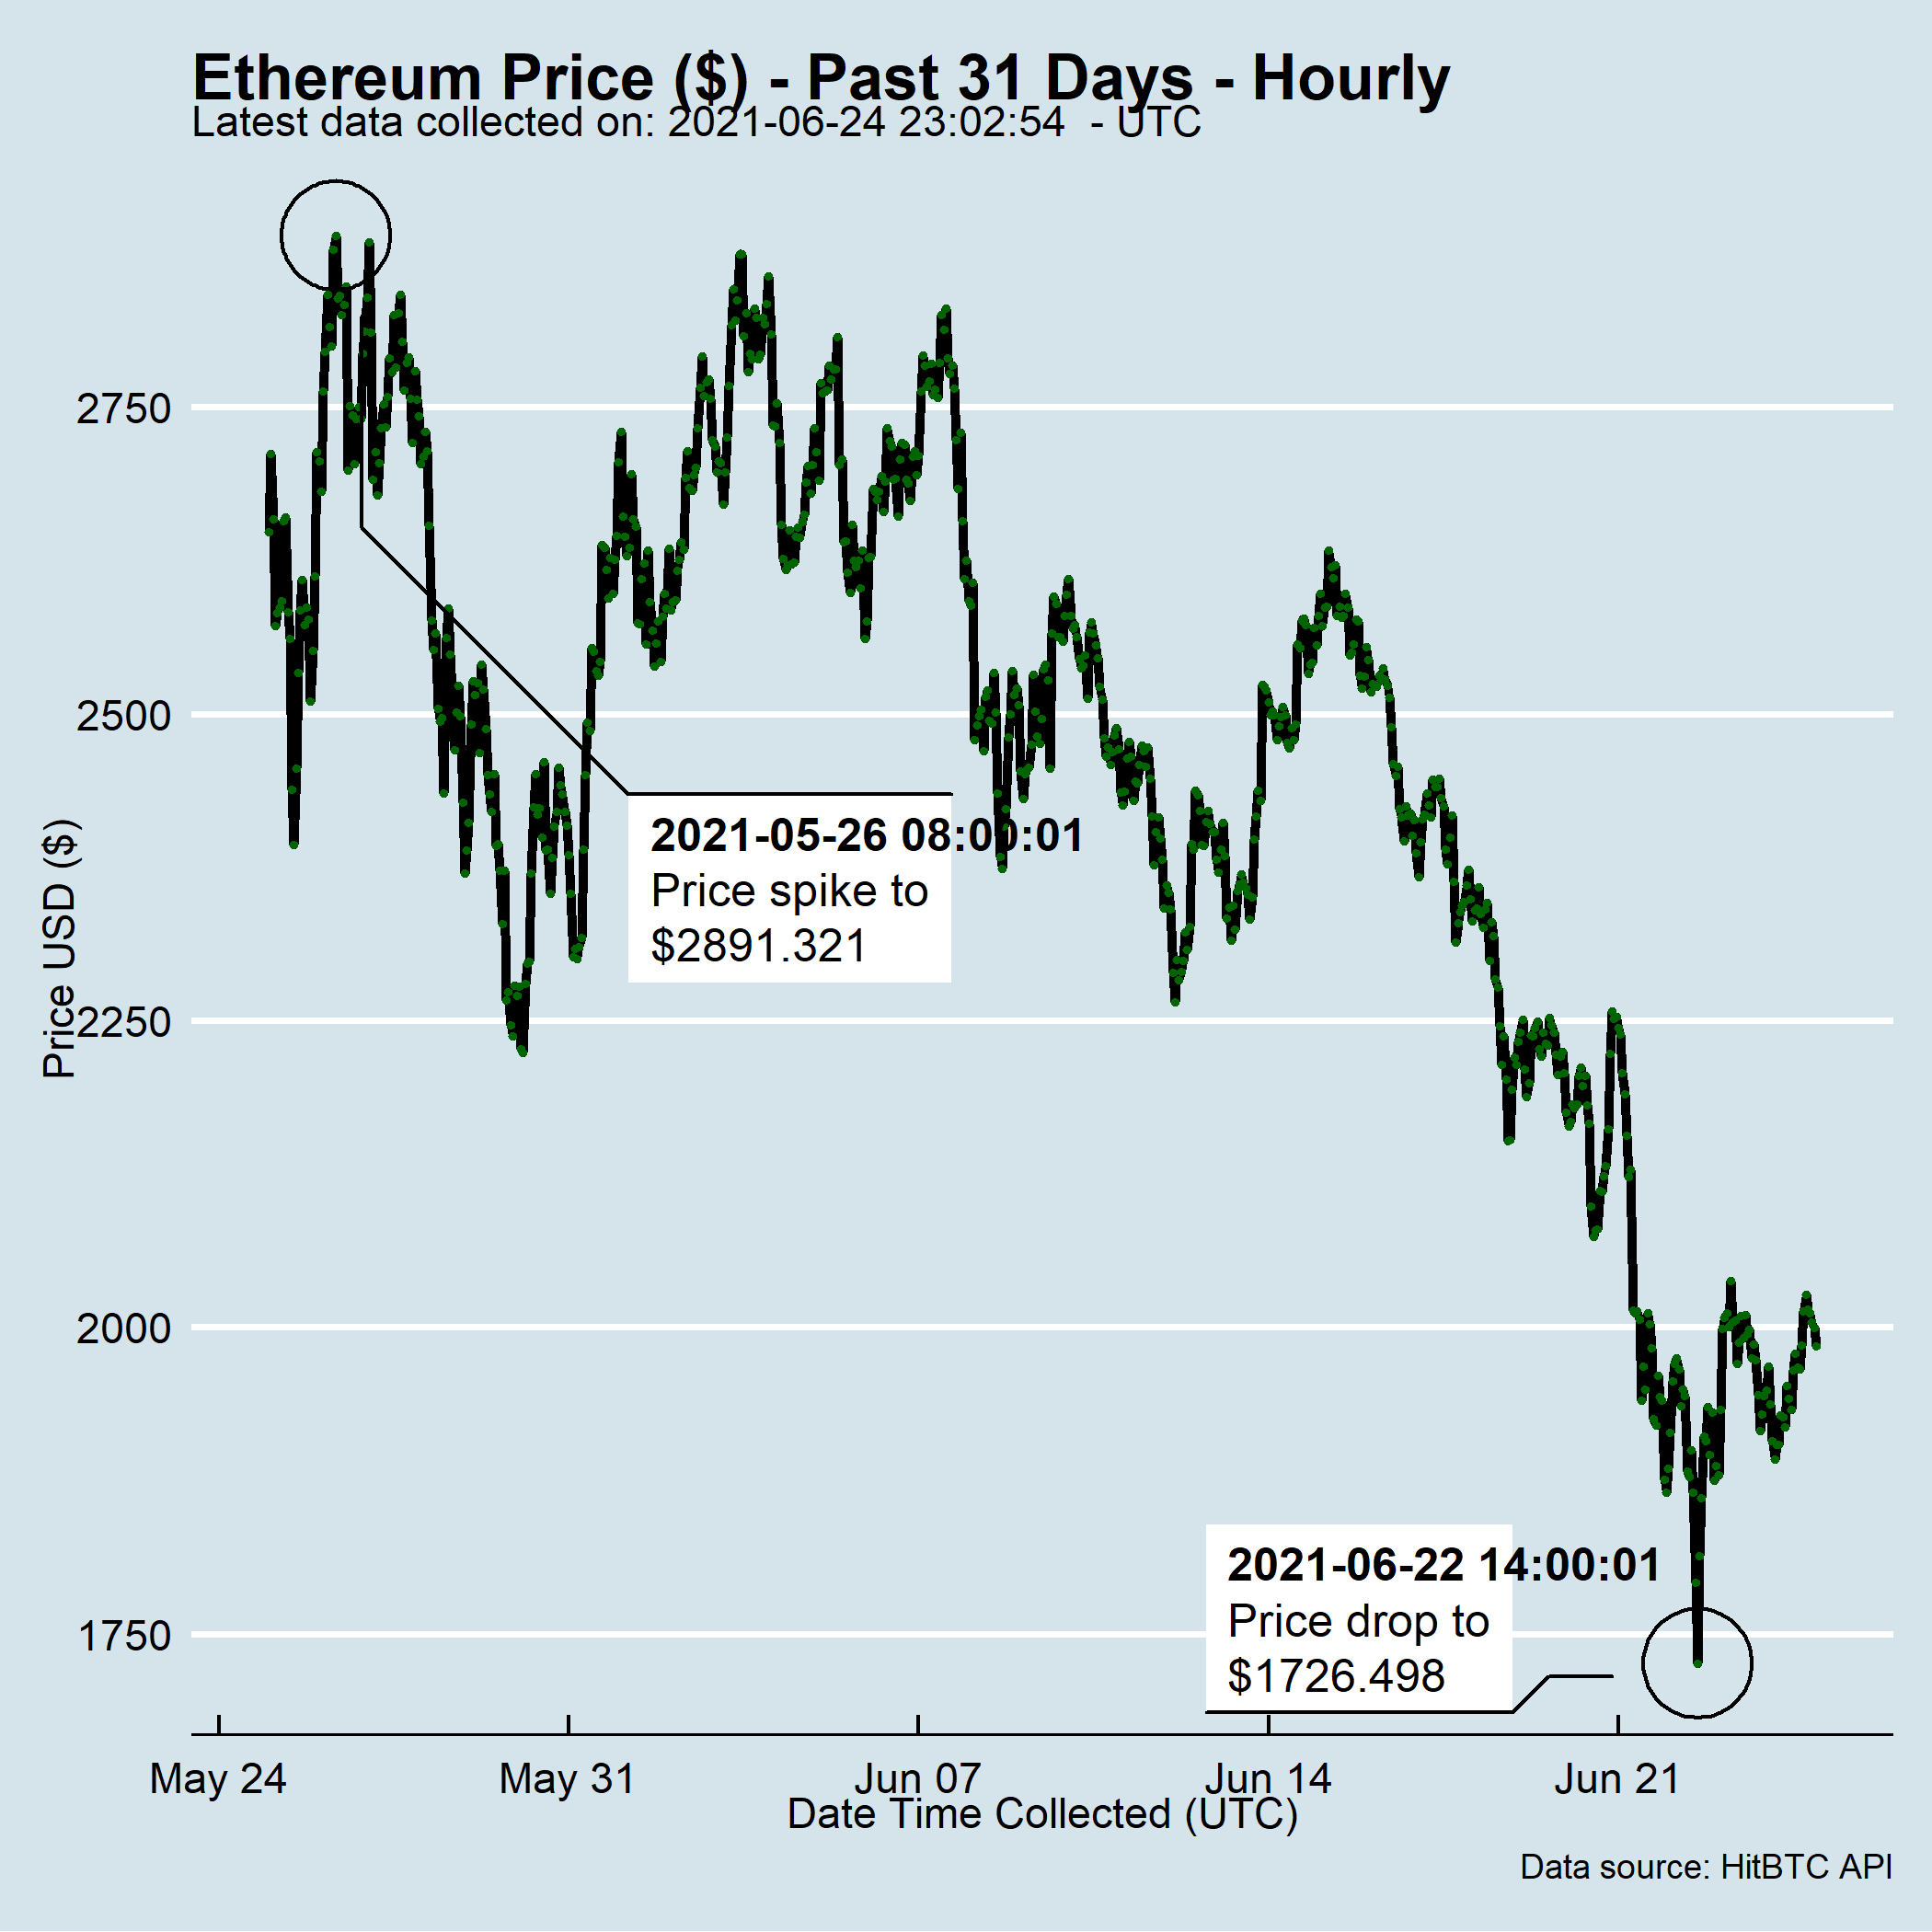 Ethereum Price ($) - Past 31 Days - Hourly
Latest data collected on: 2021-06-24 23:02:54  - UTC
Price USD ($)
2750
2500
2250
2000
1750
2021-05-26 08:00:01
Price spike to
$2891.321
2021-06-22 14:00:01
Price drop to
$1726.498
May 24
May 31
Jun 07
Jun 14
Jun 21
Date Time Collected (UTC)
Data source: HitBTC API